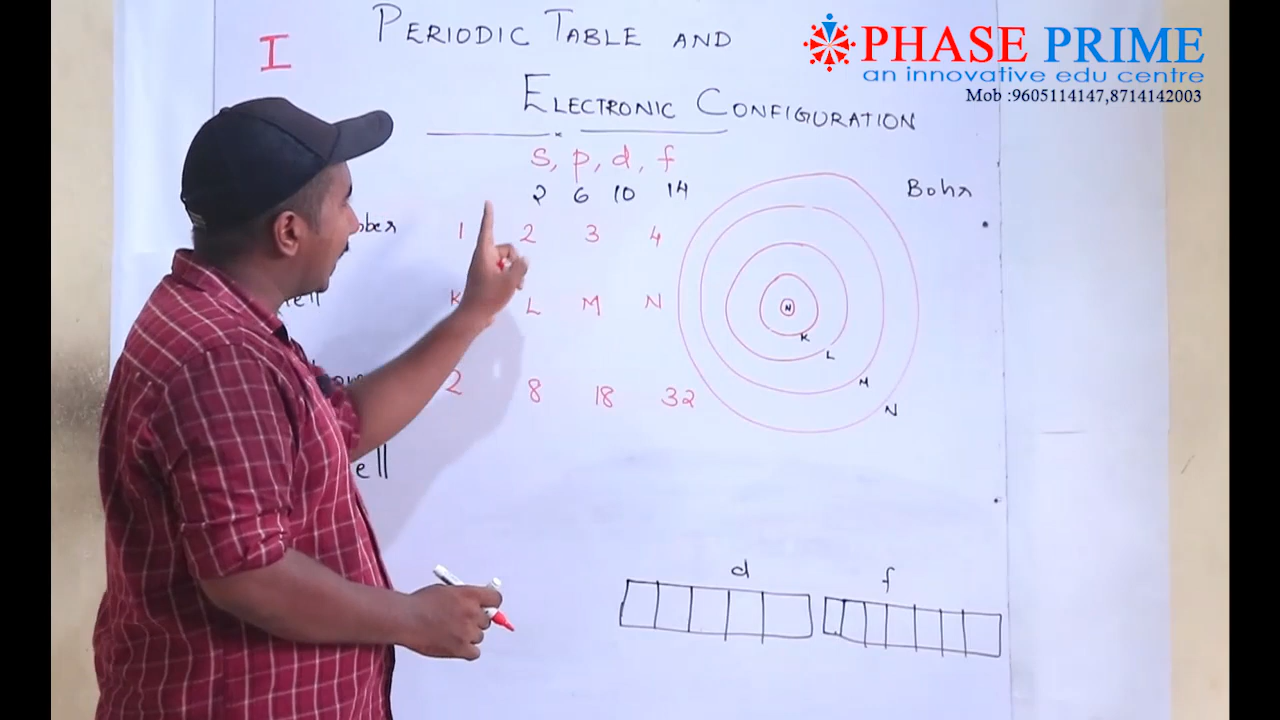 I
PERIODIC TABLE AND
ELECTRONIC CONFIGURATION
PHASE PRIME
an innovative edu centre
Mob :9605114147,8714142003
s, p, d, f
2 6 10 14
Bohr
1 2 3 4
K L M N
2 8 18 32
N
K
L
M
N
d f